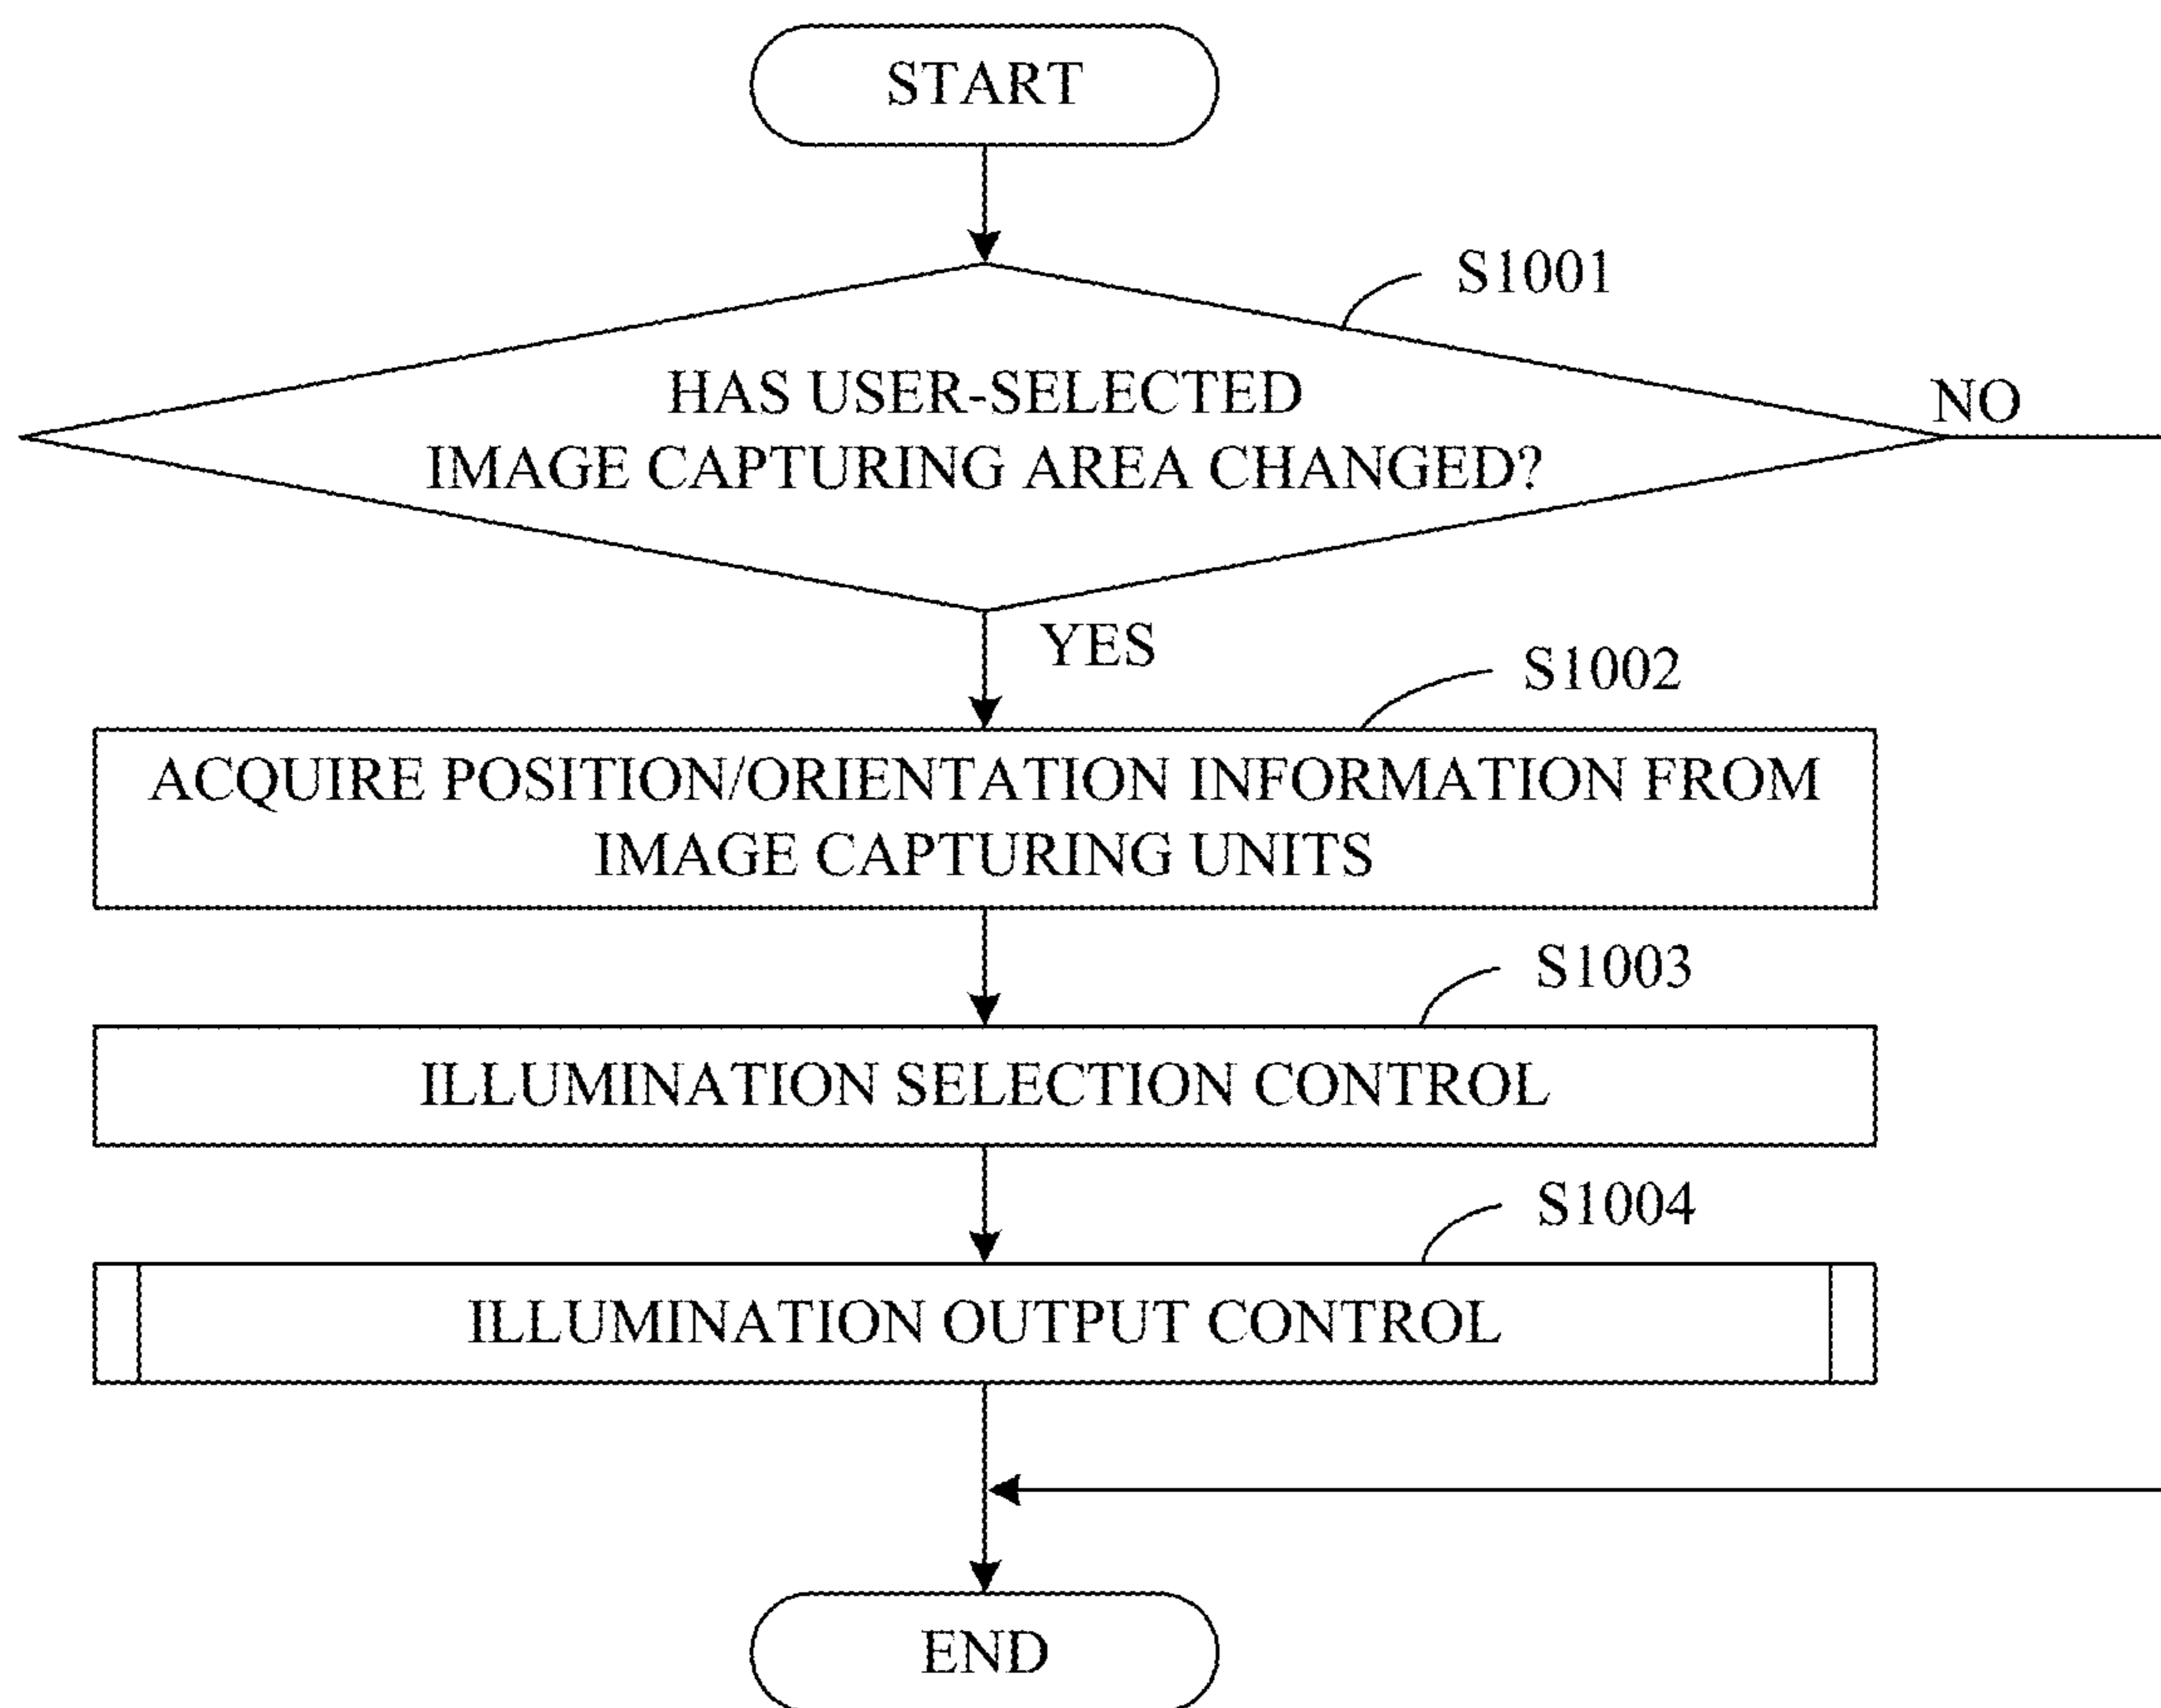 START
S1001
HAS USER-SELECTED
IMAGE CAPTURING AREA CHANGED?
NO
YES
S1002
ACQUIRE POSITION/ORIENTATION INFORMATION FROM
IMAGE CAPTURING UNITS
S1003
ILLUMINATION SELECTION CONTROL
S1004
ILLUMINATION OUTPUT CONTROL
END